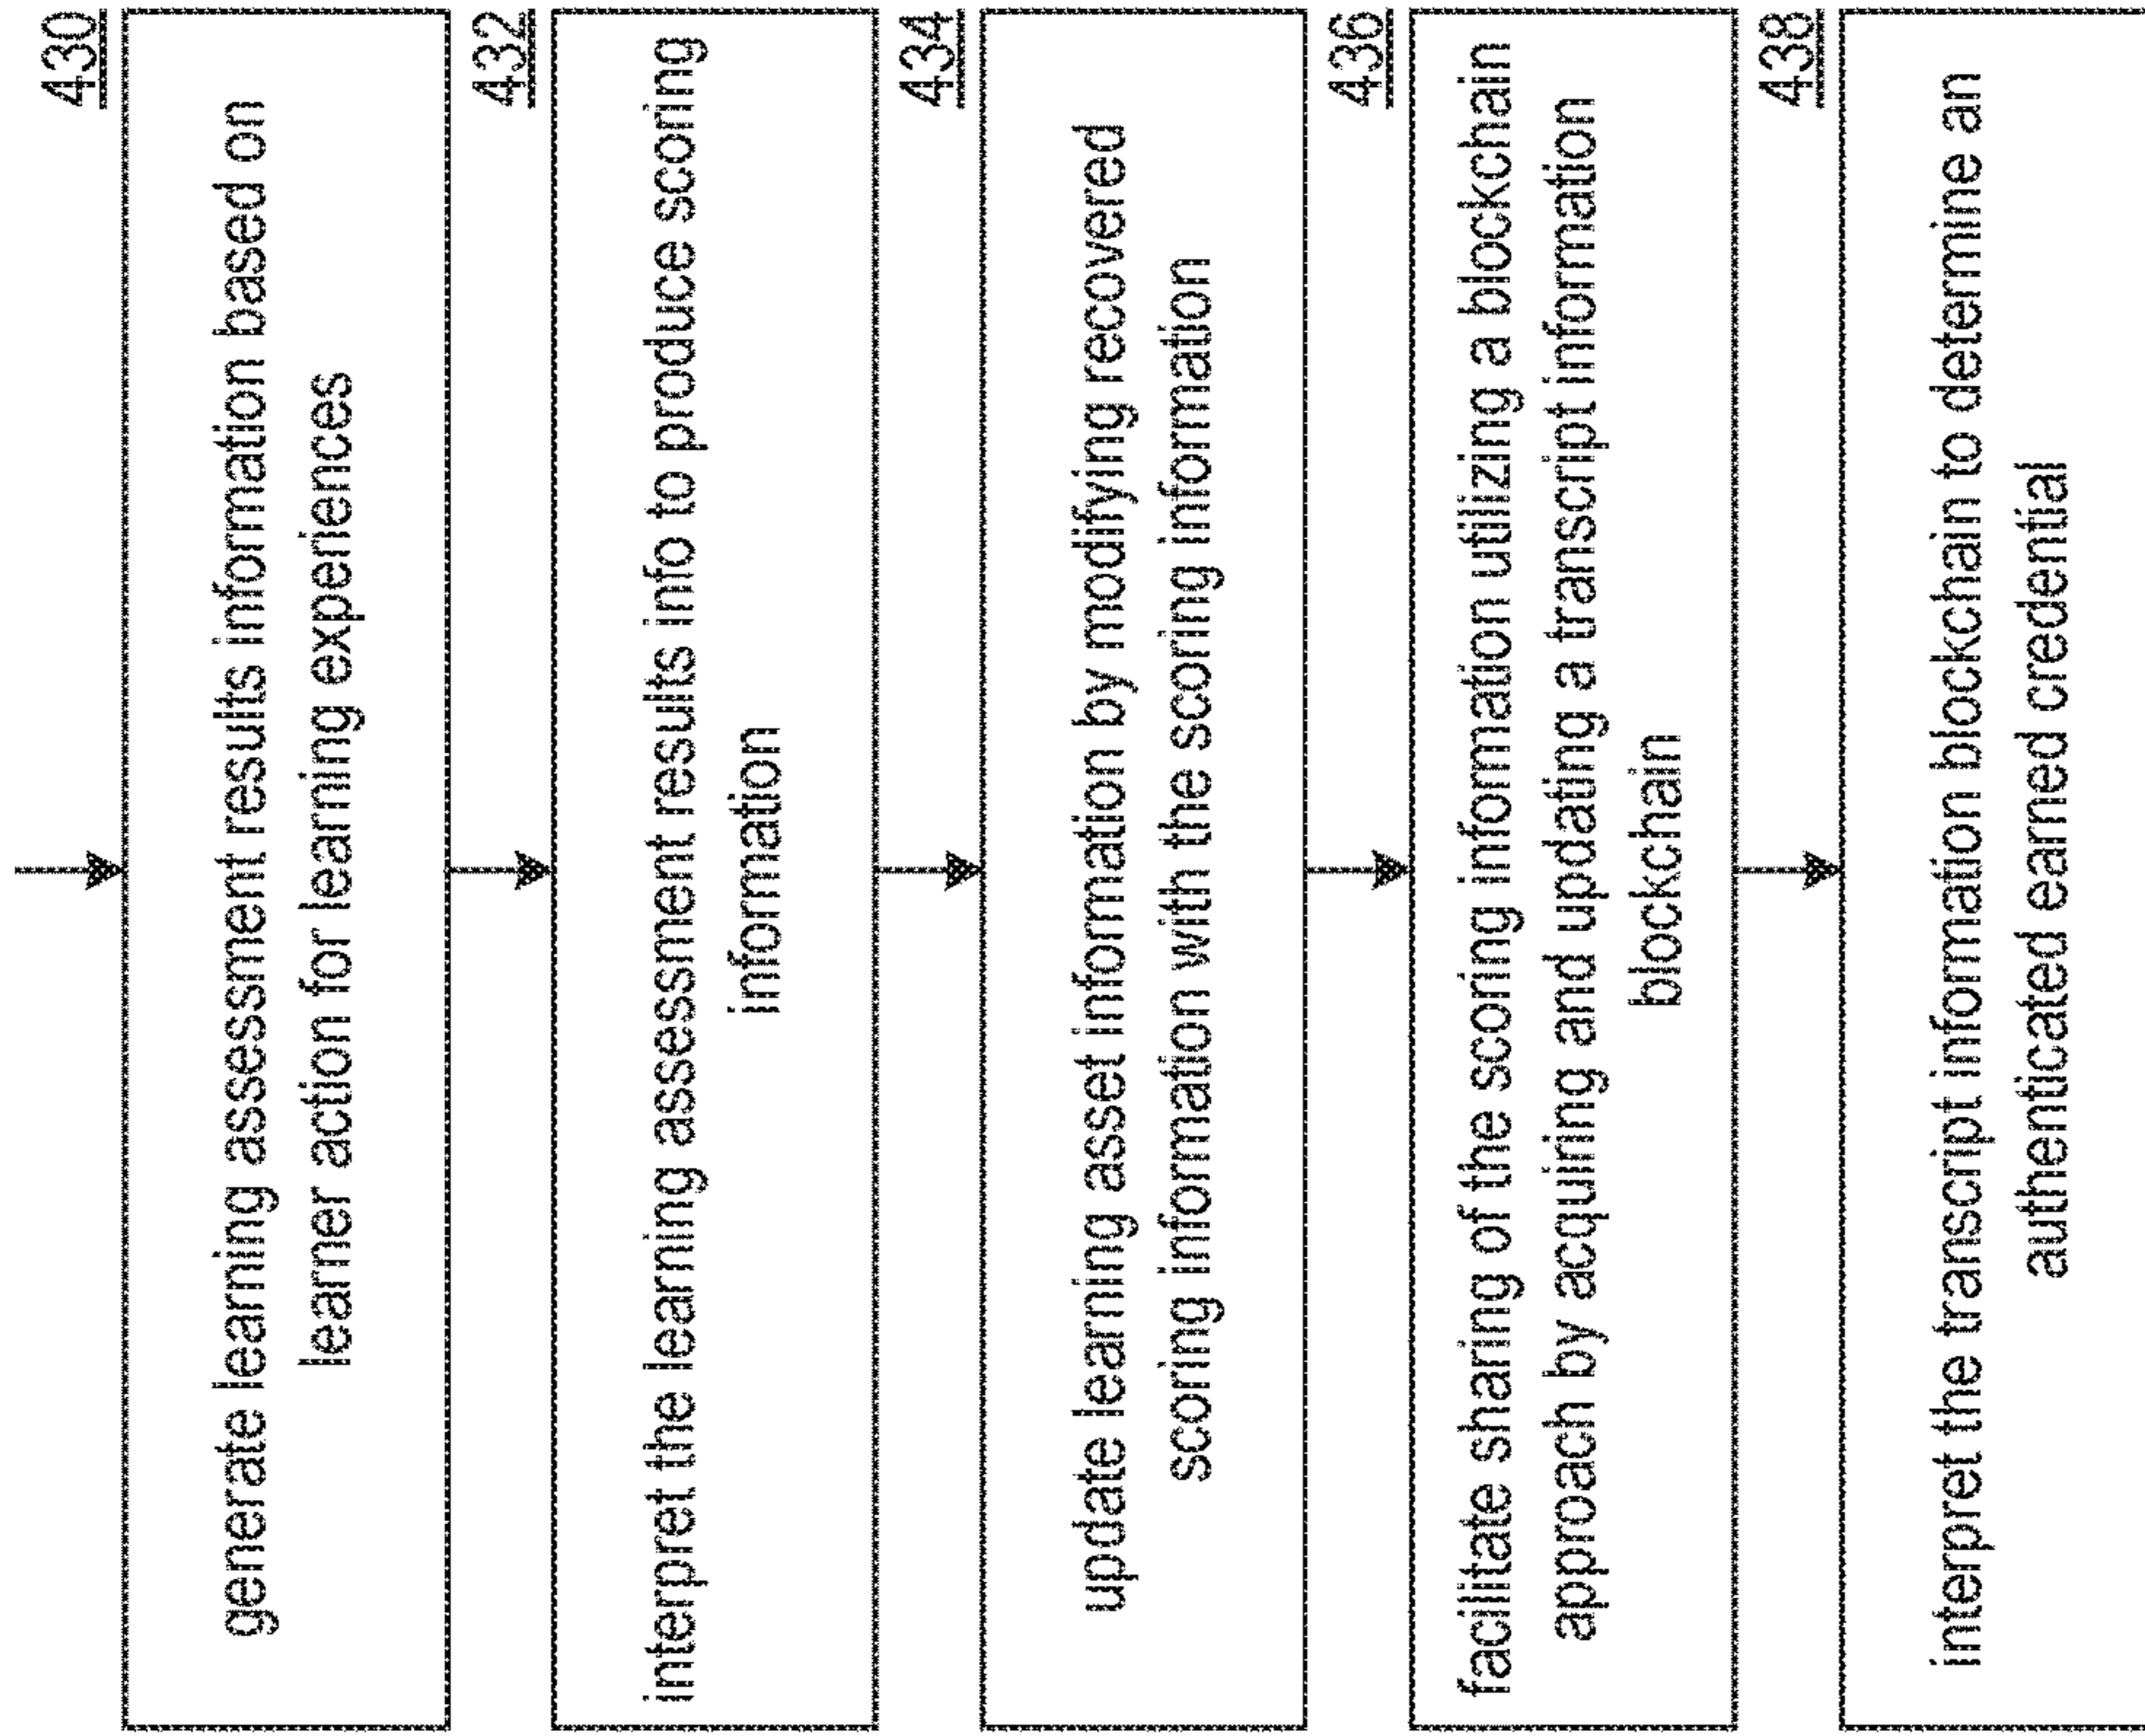 430
generate learning assessment results information based on
learner action for learning experiences
432
interpret the learning assessment results info to produce scoring
information
434
update learning asset information by modifying recovered
scoring information with the scoring information
436
facilitate sharing of the scoring information utilizing a blockchain
approach by acquiring and updating a transcript information
blockchain
438
interpret the transcript information blockchain to determine an
authenticated earned credential